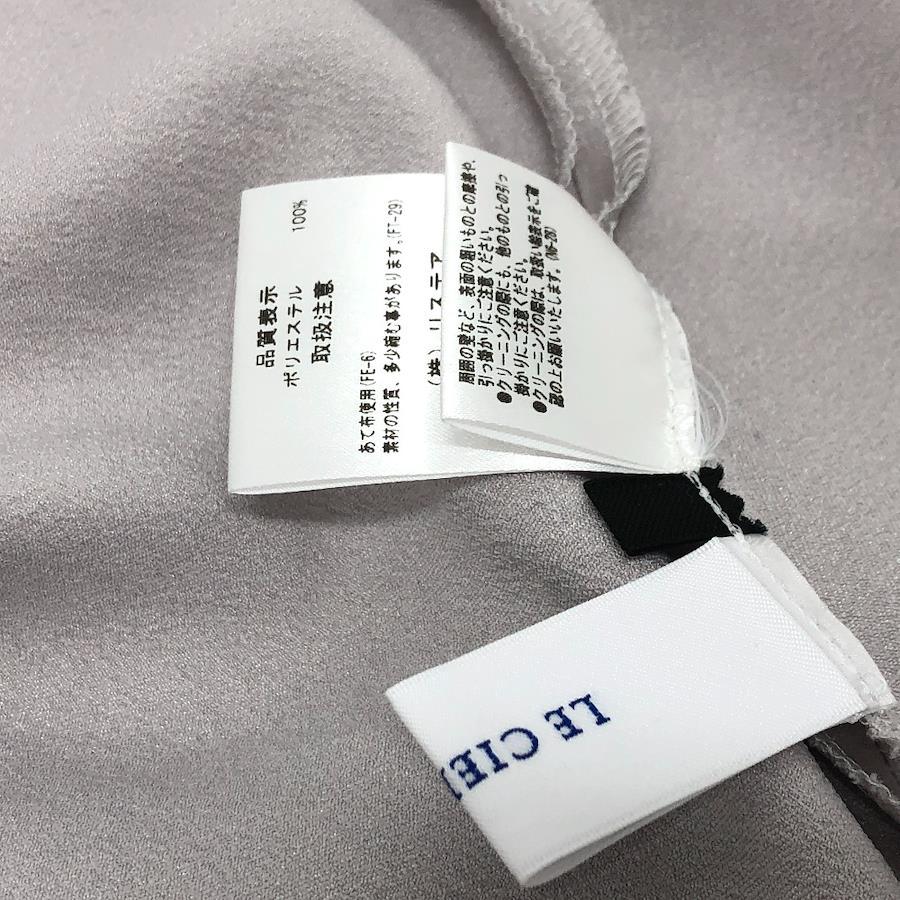 品質表示
ポリエステル 100%
取扱注意
あて布使用(FE-6)
素材の性質、多少縮む事があります。(FT-29)
(株)リステア
周囲の壁など、表面の粗いものとの摩擦や、
引っ掛かりにご注意ください。
●クリーニングの際にも、他のものとの引っ
掛かりにご注意ください。
●クリーニングの際は、取扱い絵表示をご確
認の上お願いいたします。(N6-28)
LE CIE